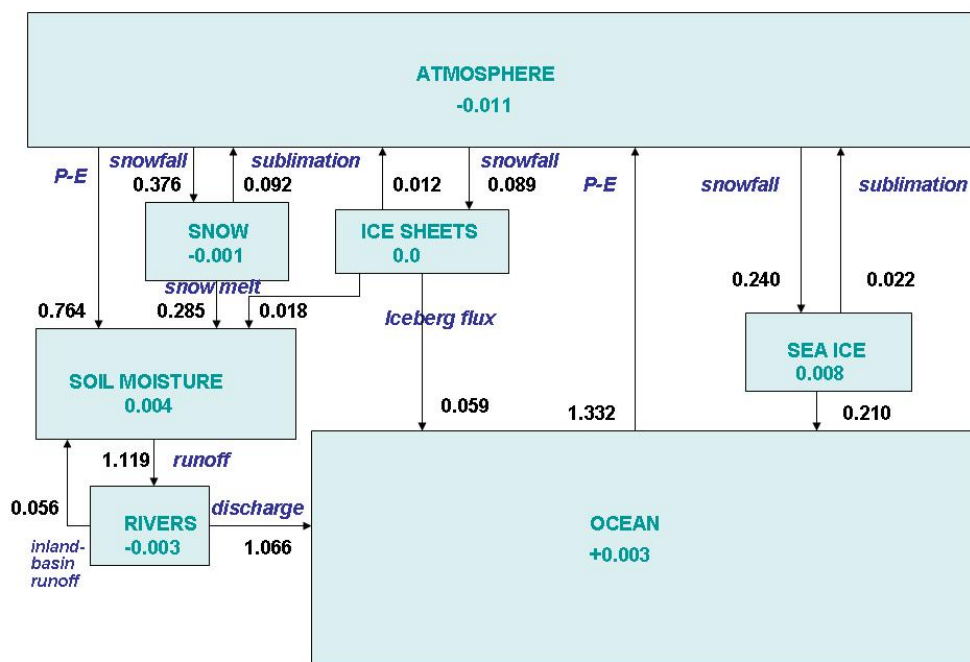 ATMOSPHERE
-0.011
P-E
snowfall
0.376
sublimation
0.092
0.012
snowfall
0.089
P-E
snowfall
sublimation
SNOW
-0.001
ICE SHEETS
0.0
snow melt
0.764
0.285
0.018
Iceberg flux
0.240
0.022
SEA ICE
0.008
SOIL MOISTURE
0.004
0.059
1.332
0.210
1.119
runoff
0.056
RIVERS
-0.003
discharge
1.066
inland-
basin
runoff
OCEAN
+0.003